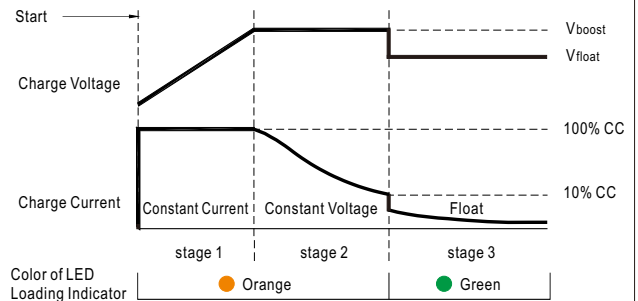 Start
Vboost
Vfloat
Charge Voltage
100% CC
10% CC
Charge Current
Constant Current
Constant Voltage
Float
stage 1
stage 2
stage 3
Color of LED
Loading Indicator
Orange
Green